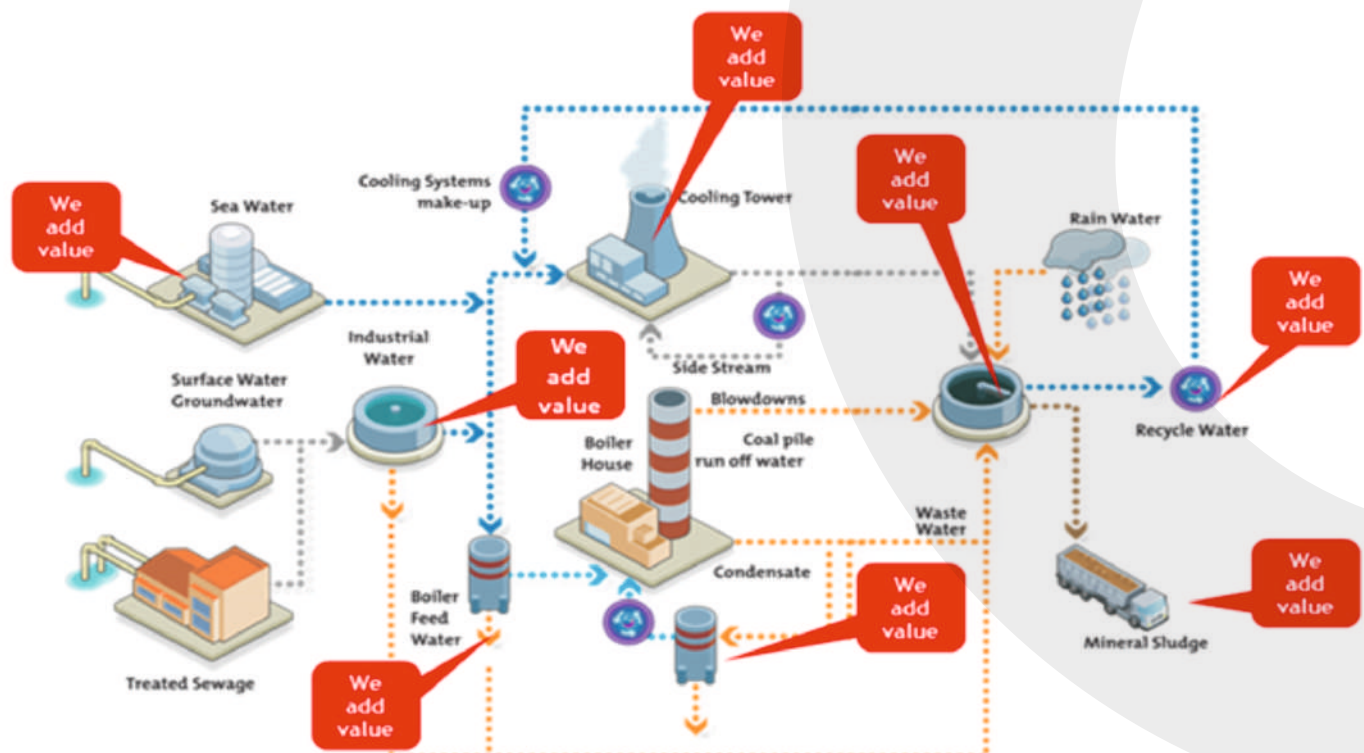 We
add
value
We
add
value
Cooling Systems
make-up
Cooling Tower
We
add
value
Sea Water
Rain Water
We
add
value
Industrial
Water
We
add
value
Side Stream
Surface Water
Groundwater
Blowdowns
Recycle Water
Boiler
House
Coal pile
run off water
Waste
Water
We
add
value
Condensate
We
add
value
Boiler
Feed
Water
Mineral Sludge
Treated Sewage
We
add
value